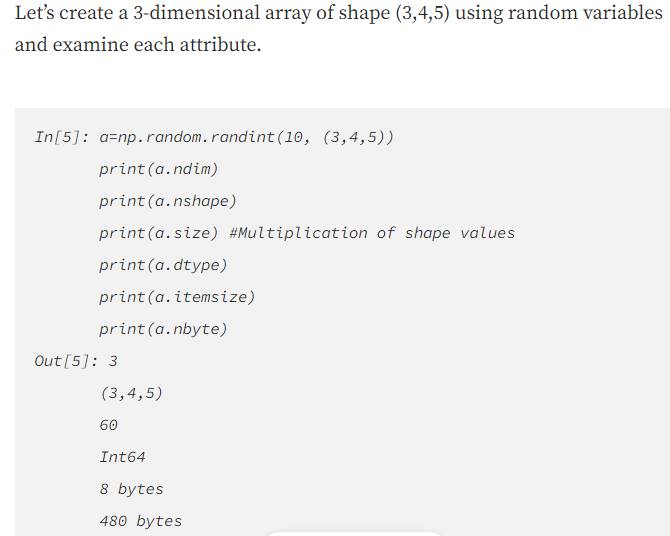 Let's create a 3-dimensional array of shape (3,4,5) using random variables
and examine each attribute.
In[5]: a=np.random.randint(10, (3,4,5))
print(a.ndim)
print(a.nshape)
print(a.size) #Multiplication of shape values
print(a.dtype)
print(a.itemsize)
print(a.nbyte)
Out[5]: 3
(3,4,5)
60
Int64
8 bytes
480 bytes